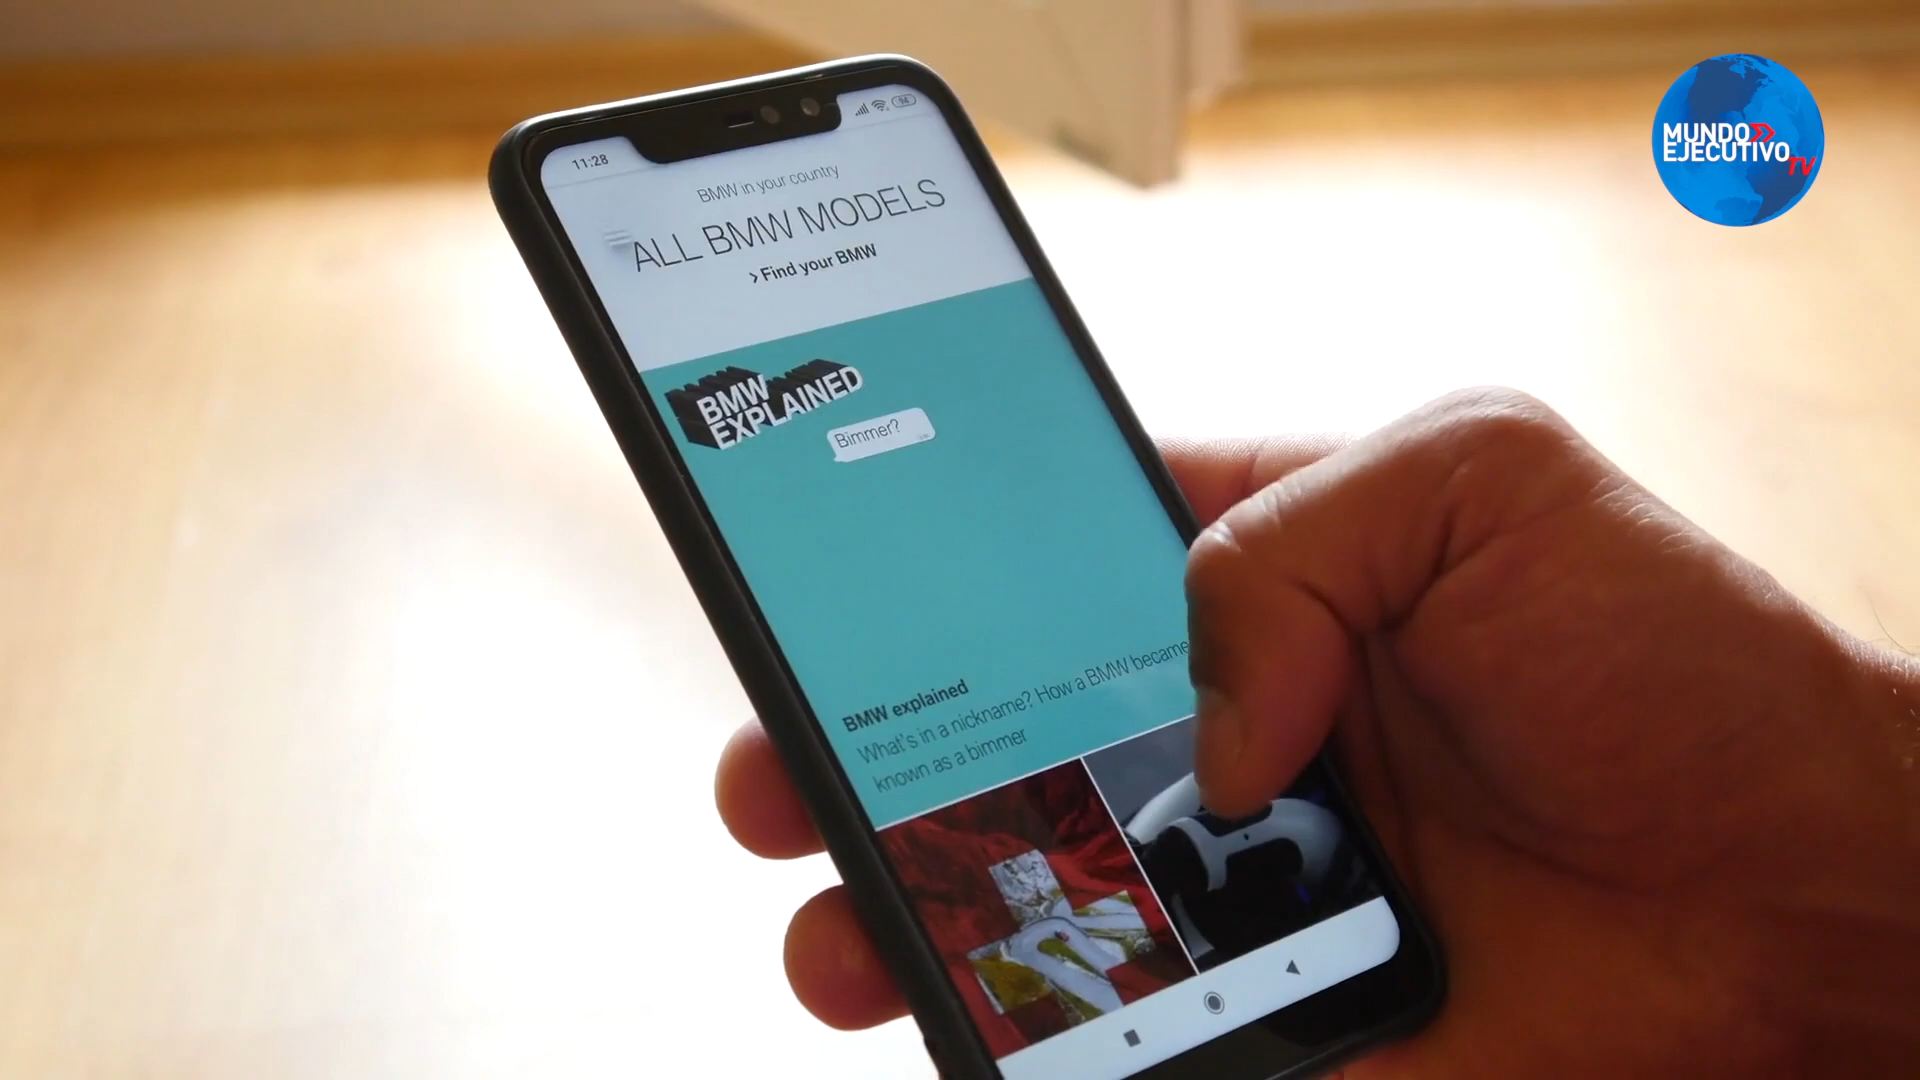 11:28
94
BMW in your country
ALL BMW MODELS
> Find your BMW
BMW
EXPLAINED
Bimmer?
BMW explained
What's in a nickname? How a BMW became
known as a bimmer
MUNDO
EJECUTIVO
TV